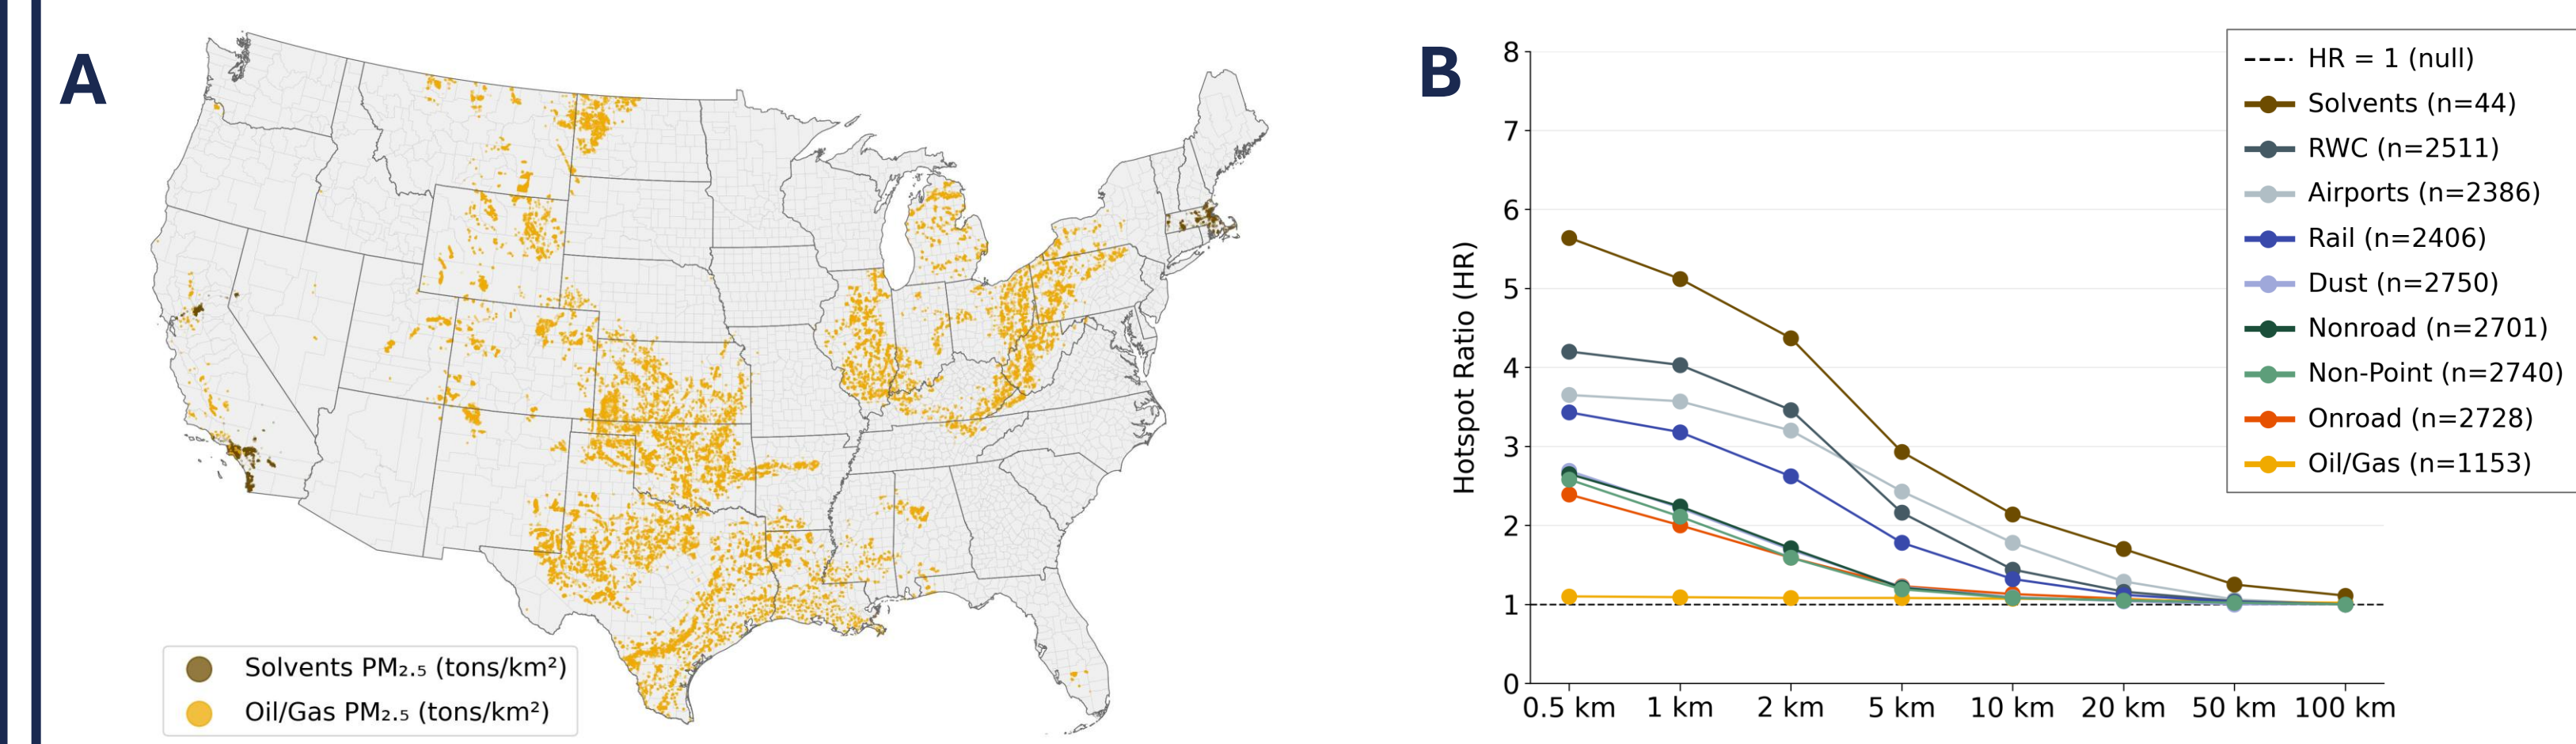 A
Solvents PM₂.₅ (tons/km²)
Oil/Gas PM₂.₅ (tons/km²)
B
Hotspot Ratio (HR)
8
7
6
5
4
3
2
1
0
0.5 km 1 km 2 km 5 km 10 km 20 km 50 km 100 km
HR = 1 (null)
Solvents (n=44)
RWC (n=2511)
Airports (n=2386)
Rail (n=2406)
Dust (n=2750)
Nonroad (n=2701)
Non-Point (n=2740)
Onroad (n=2728)
Oil/Gas (n=1153)